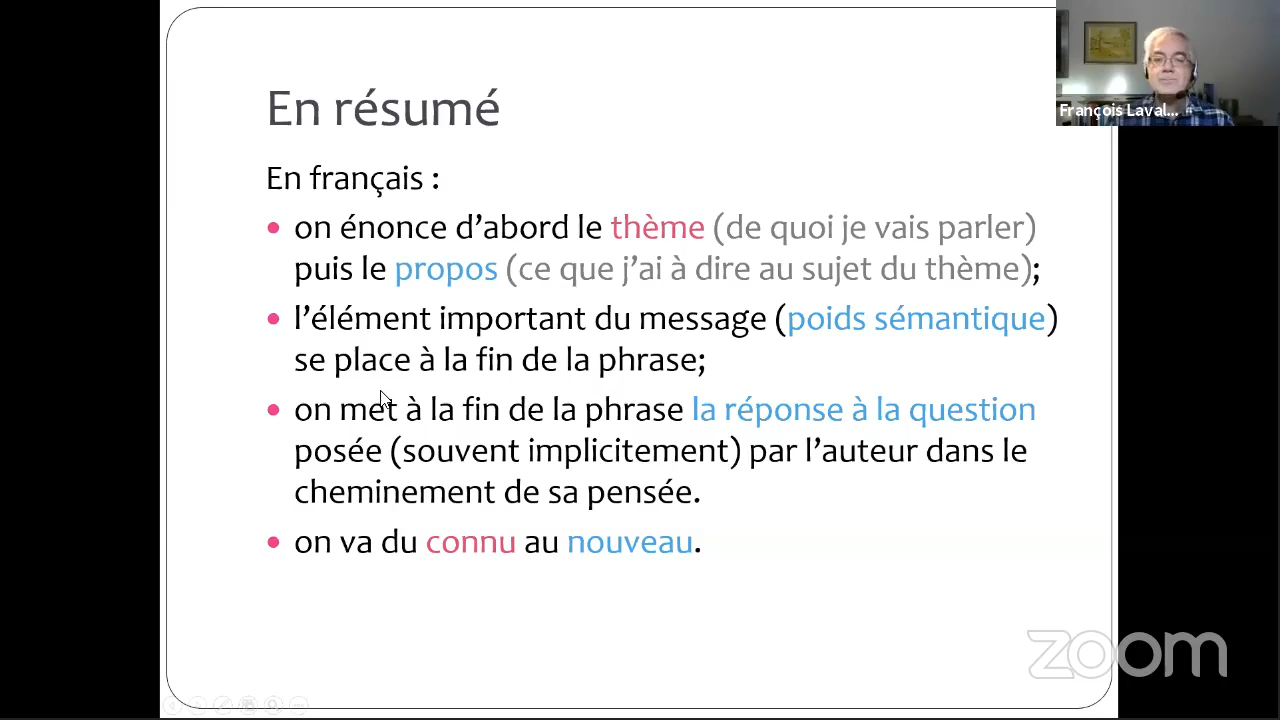 En résumé
François Laval...
En français :
• on énonce d’abord le thème (de quoi je vais parler)
puis le propos (ce que j’ai à dire au sujet du thème);
• l’élément important du message (poids sémantique)
se place à la fin de la phrase;
• on met à la fin de la phrase la réponse à la question
posée (souvent implicitement) par l’auteur dans le
cheminement de sa pensée.
• on va du connu au nouveau.
zoom